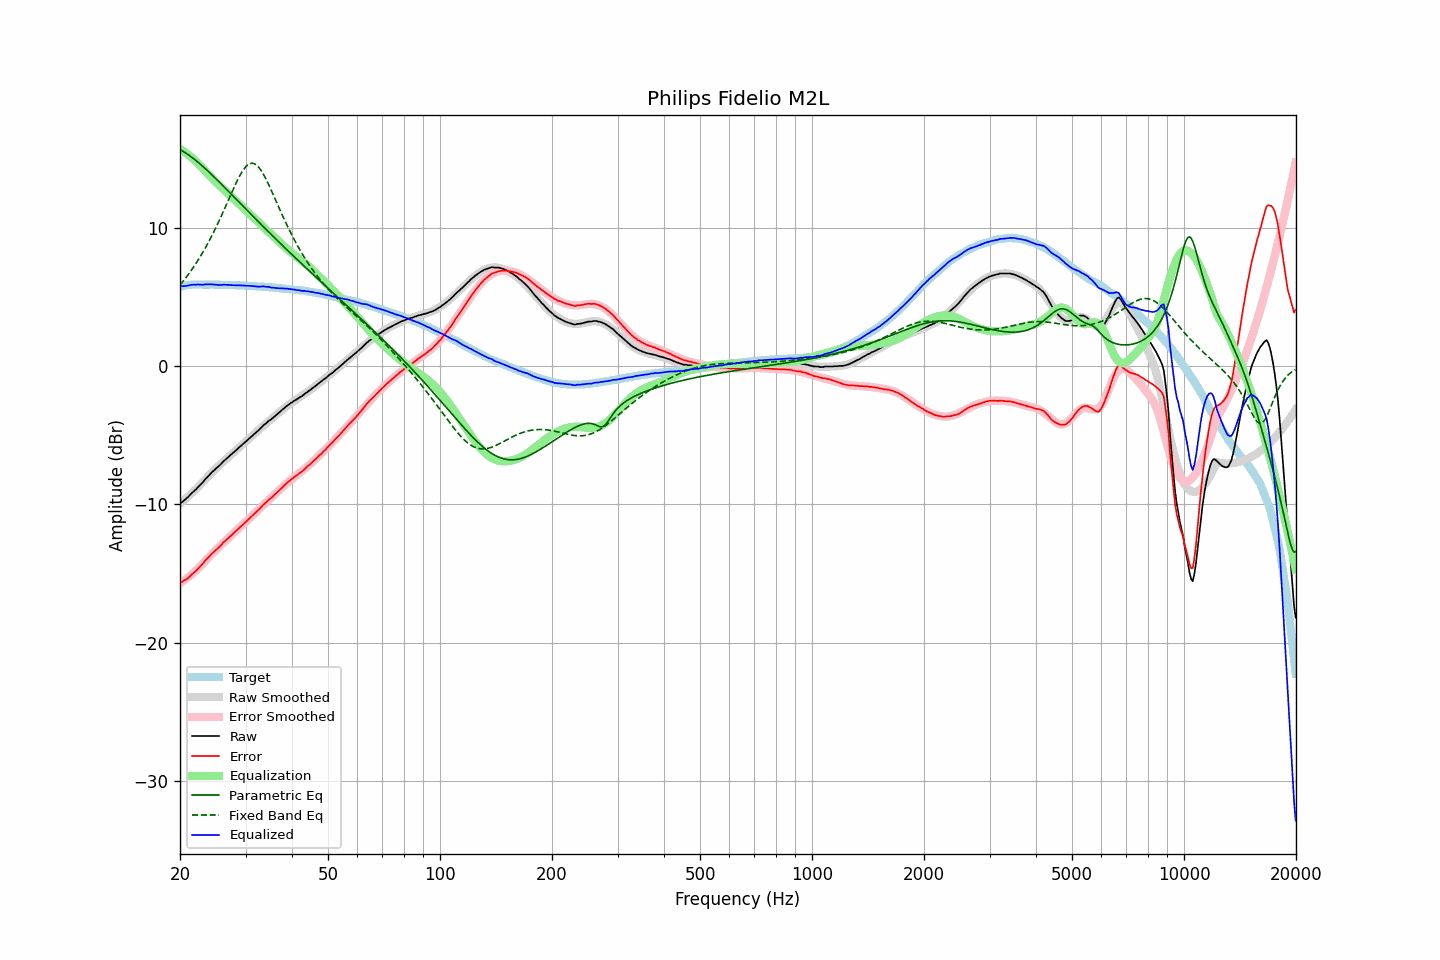 Philips Fidelio M2L
Amplitude (dBr)
10
0
−10
−20
−30
Target
Raw Smoothed
Error Smoothed
Raw
Error
Equalization
Parametric Eq
Fixed Band Eq
Equalized
20 50 100 200 500 1000 2000 5000 10000 20000
Frequency (Hz)